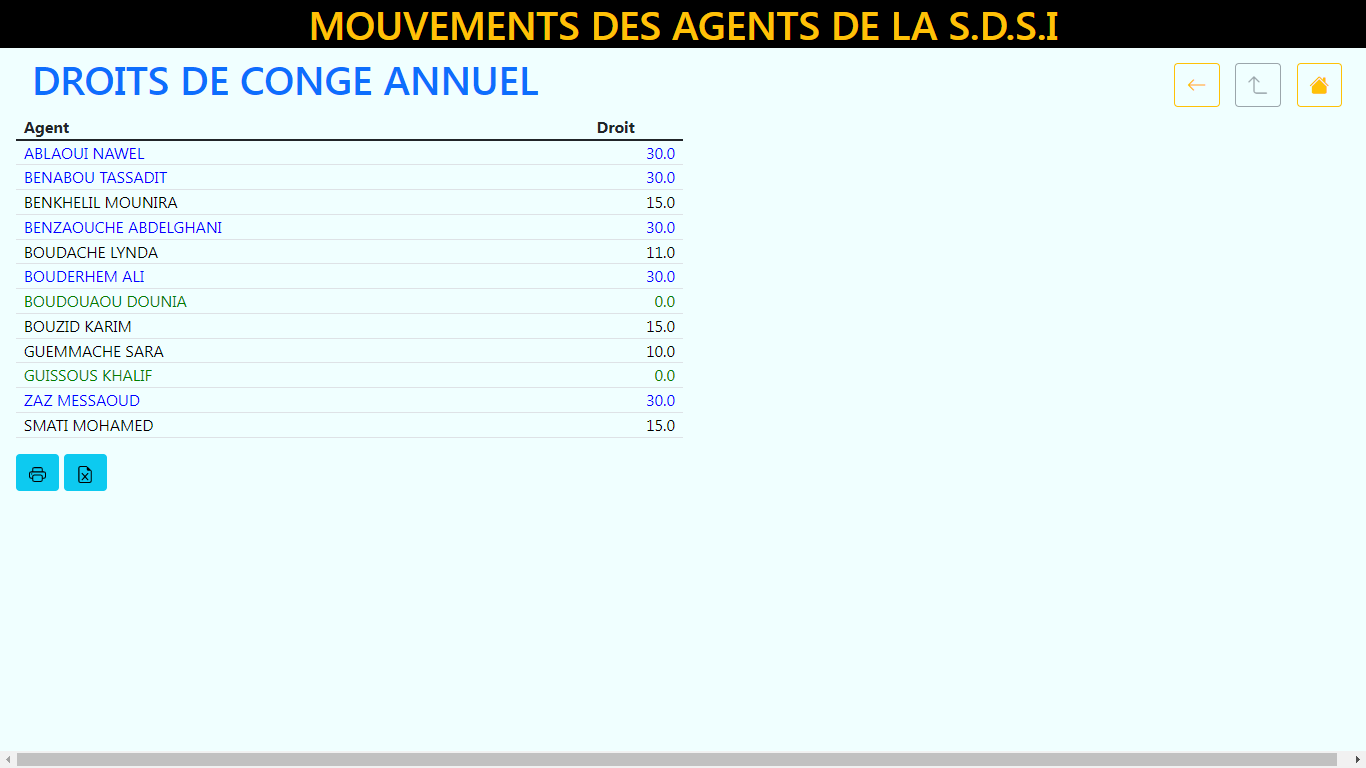 MOUVEMENTS DES AGENTS DE LA S.D.S.I
DROITS DE CONGE ANNUEL
Agent Droit
ABLAOUI NAWEL 30.0
BENABOU TASSADIT 30.0
BENKHELIL MOUNIRA 15.0
BENZAOUCHE ABDELGHANI 30.0
BOUDACHE LYNDA 11.0
BOUDERHEM ALI 30.0
BOUDOUAOU DOUNIA 0.0
BOUZID KARIM 15.0
GUEMMACHE SARA 10.0
GUISSOUS KHALIF 0.0
ZAZ MESSAOUD 30.0
SMATI MOHAMED 15.0